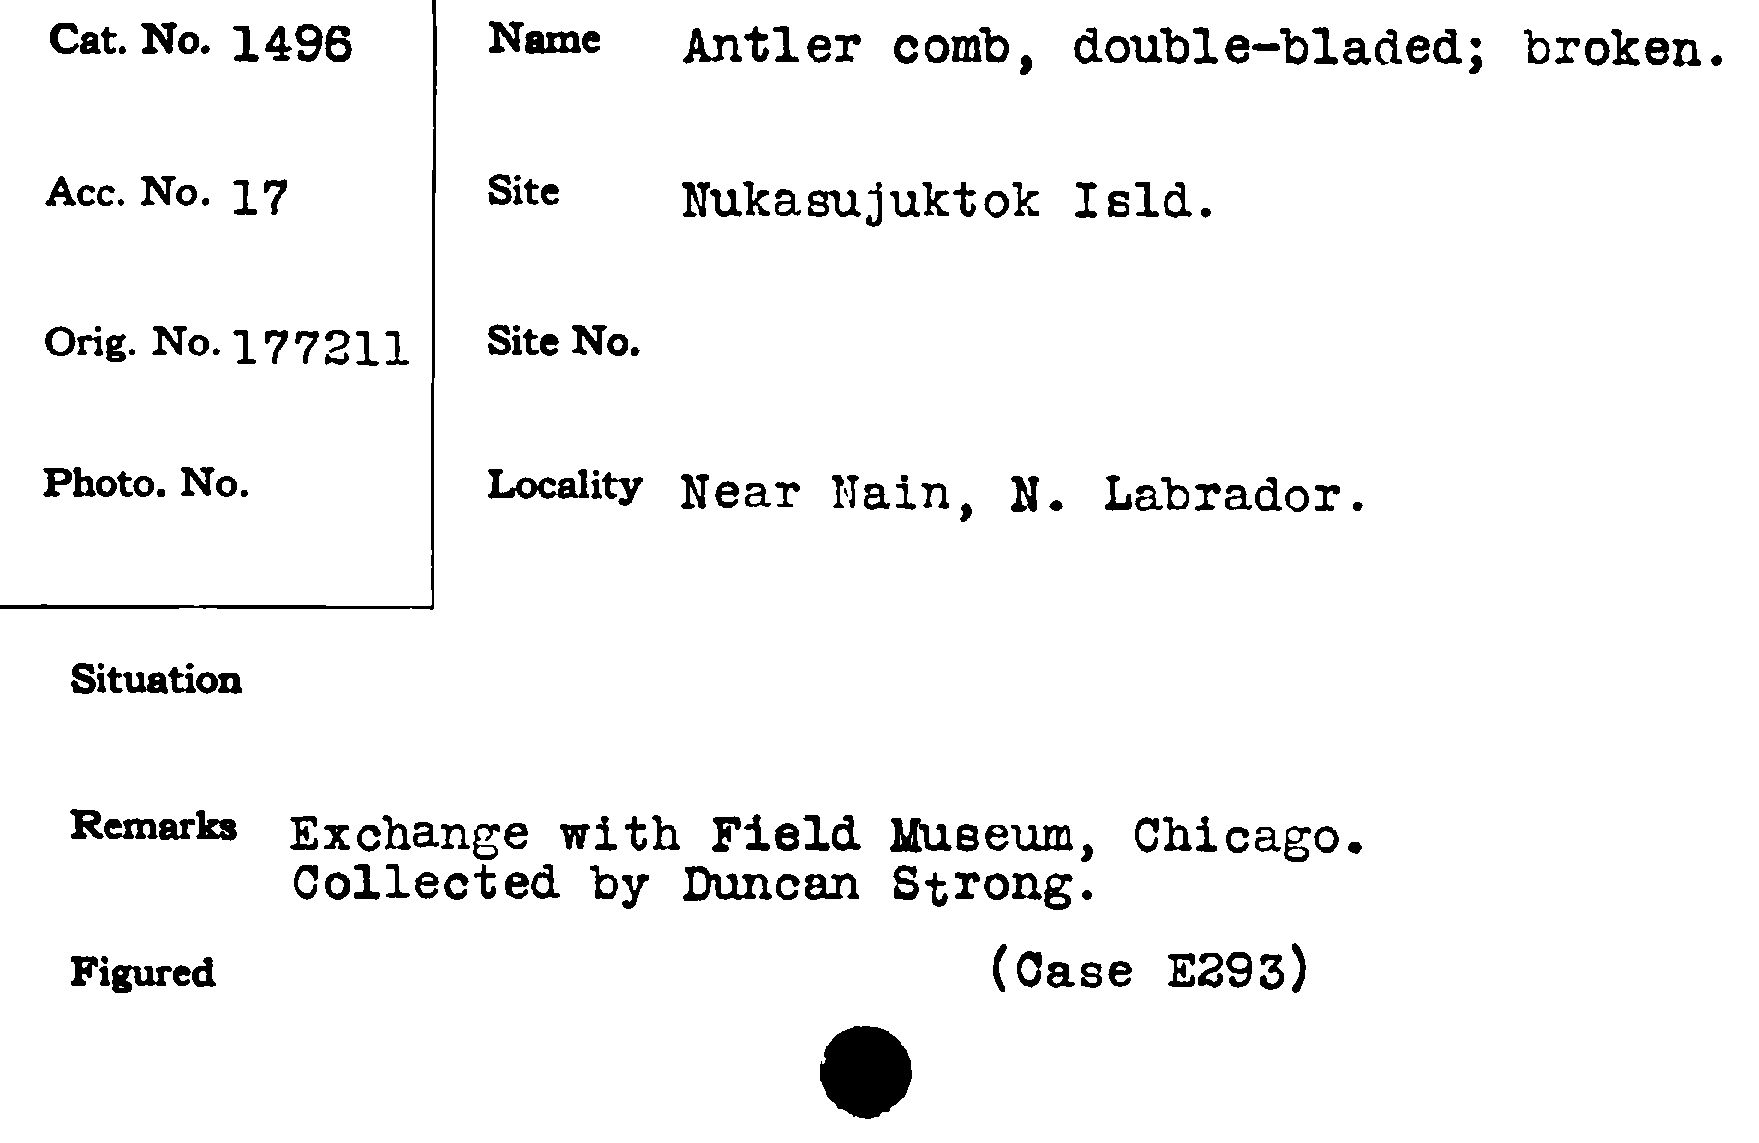 Cat. No. 1496 Name Antler comb, double-bladed; broken.
Acc. No. 17 Site Nukasujuktok Isld.
Orig. No. 177211 Site No.
Photo. No. Locality Near Nain, N. Labrador.
Situation
Remarks Exchange with Field Museum, Chicago.
Collected by Duncan Strong.
Figured (Case E293)